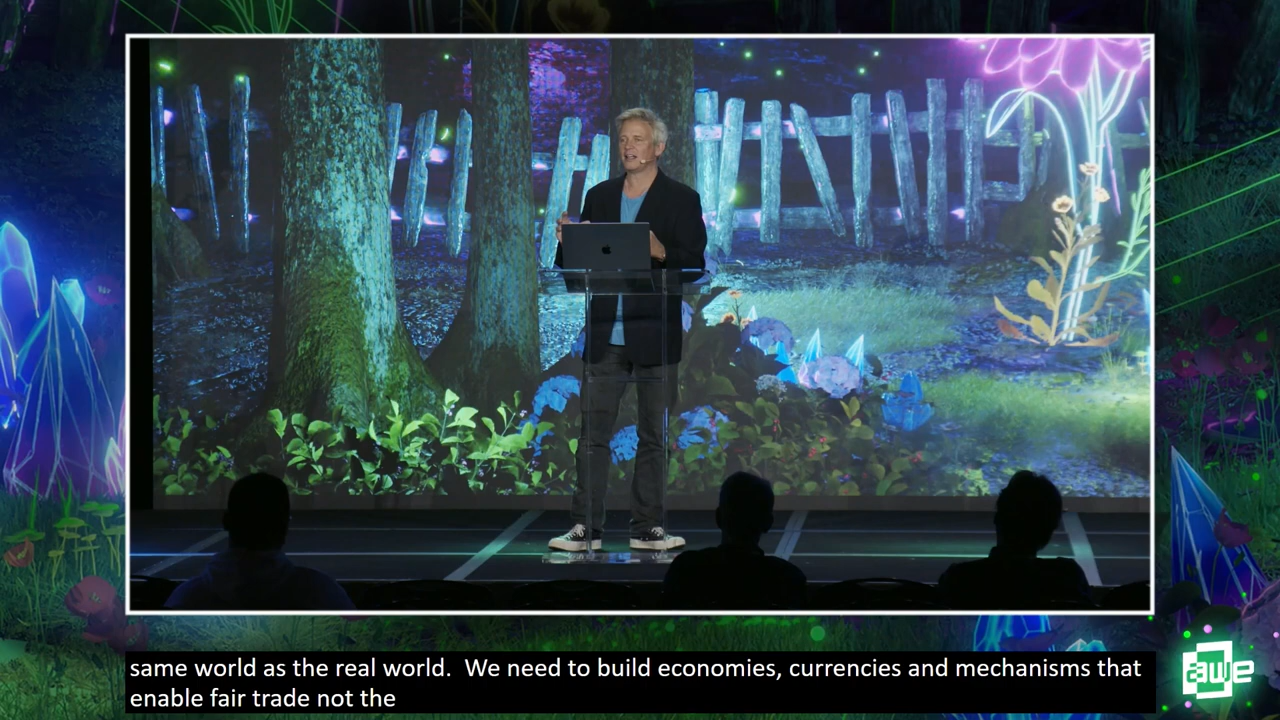 same world as the real world.  We need to build economies, currencies and mechanisms that
enable fair trade not the
awe